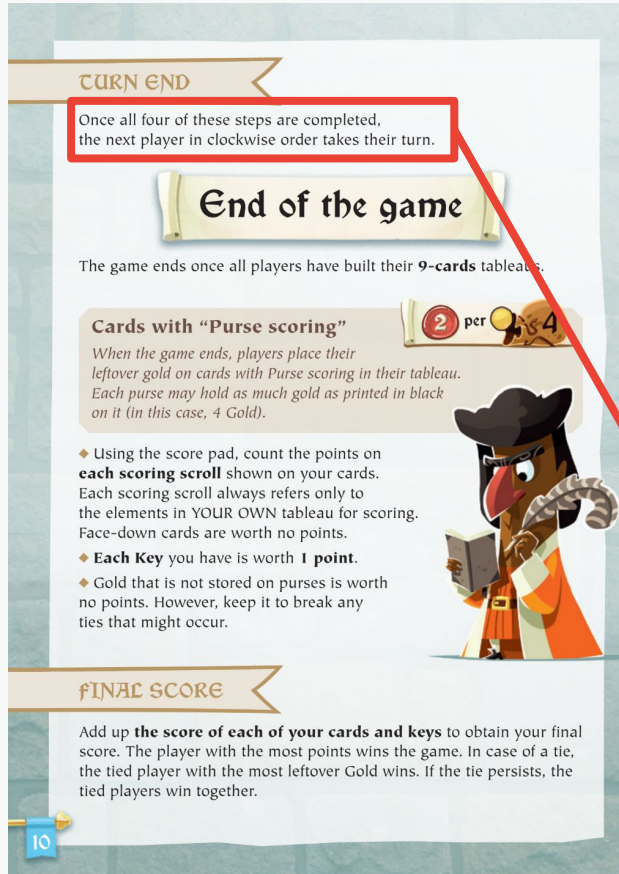 TURN END
Once all four of these steps are completed,
the next player in clockwise order takes their turn.
End of the game
The game ends once all players have built their 9-cards tableaus.
Cards with “Purse scoring”
2 per 4
When the game ends, players place their
leftover gold on cards with Purse scoring in their tableau.
Each purse may hold as much gold as printed in black
on it (in this case, 4 Gold).
◆ Using the score pad, count the points on
each scoring scroll shown on your cards.
Each scoring scroll always refers only to
the elements in YOUR OWN tableau for scoring.
Face-down cards are worth no points.
◆ Each Key you have is worth 1 point.
◆ Gold that is not stored on purses is worth
no points. However, keep it to break any
ties that might occur.
FINAL SCORE
Add up the score of each of your cards and keys to obtain your final
score. The player with the most points wins the game. In case of a tie,
the tied player with the most leftover Gold wins. If the tie persists, the
tied players win together.
10